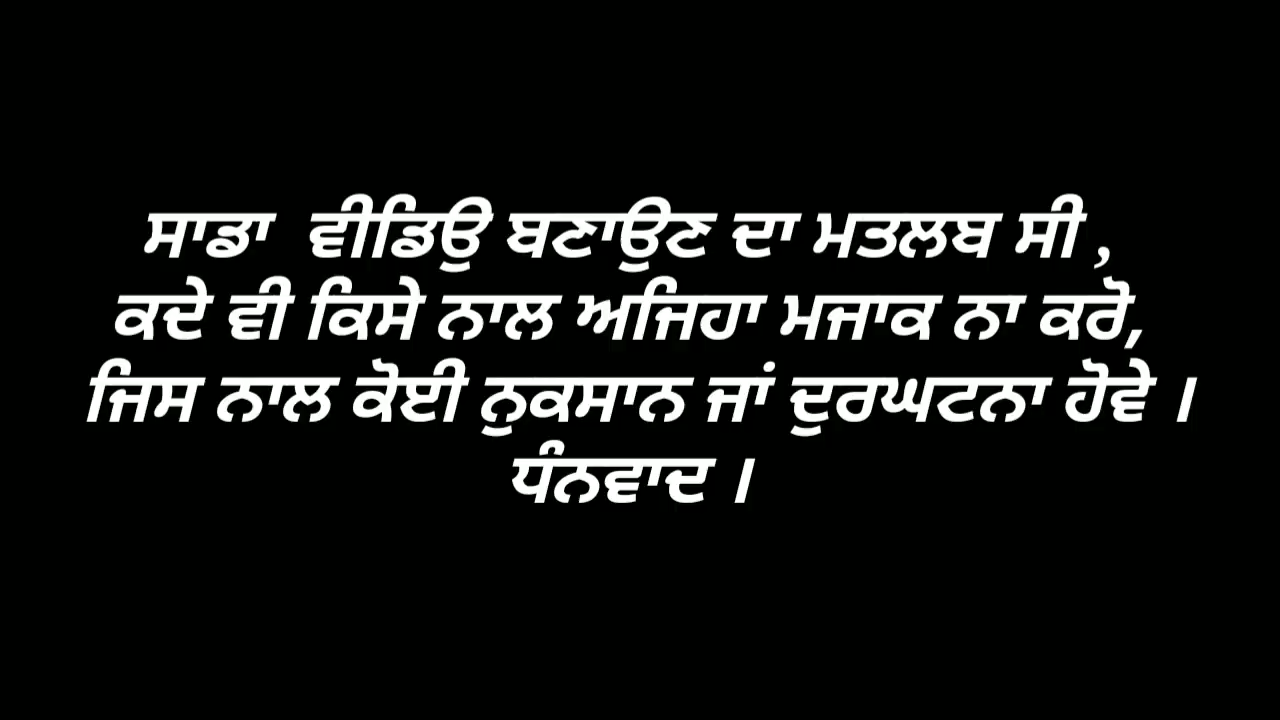 ਸਾਡਾ ਵੀਡਿਉ ਬਣਾਉਣ ਦਾ ਮਤਲਬ ਸੀ ,
ਕਦੇ ਵੀ ਕਿਸੇ ਨਾਲ ਅਜਿਹਾ ਮਜਾਕ ਨਾ ਕਰੋ,
ਜਿਸ ਨਾਲ ਕੋਈ ਨੁਕਸਾਨ ਜਾਂ ਦੁਰਘਟਨਾ ਹੋਵੇ ।
ਧੰਨਵਾਦ ।